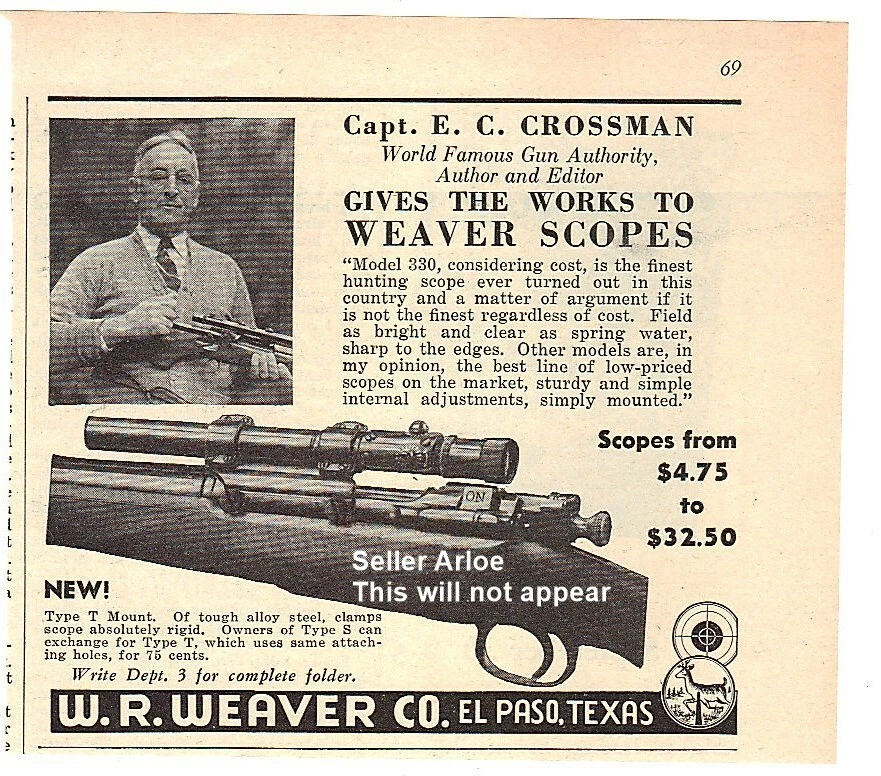 69
Capt. E. C. CROSSMAN
World Famous Gun Authority,
Author and Editor
GIVES THE WORKS TO
WEAVER SCOPES
“Model 330, considering cost, is the finest
hunting scope ever turned out in this
country and a matter of argument if it
is not the finest regardless of cost. Field
as bright and clear as spring water,
sharp to the edges. Other models are, in
my opinion, the best line of low-priced
scopes on the market, sturdy and simple
internal adjustments, simply mounted.”
Scopes from
$4.75
to
$32.50
ON
Seller Arloe
This will not appear
NEW!
Type T Mount. Of tough alloy steel, clamps
scope absolutely rigid. Owners of Type S can
exchange for Type T, which uses same attach-
ing holes, for 75 cents.
Write Dept. 3 for complete folder.
W. R. WEAVER CO. EL PASO, TEXAS